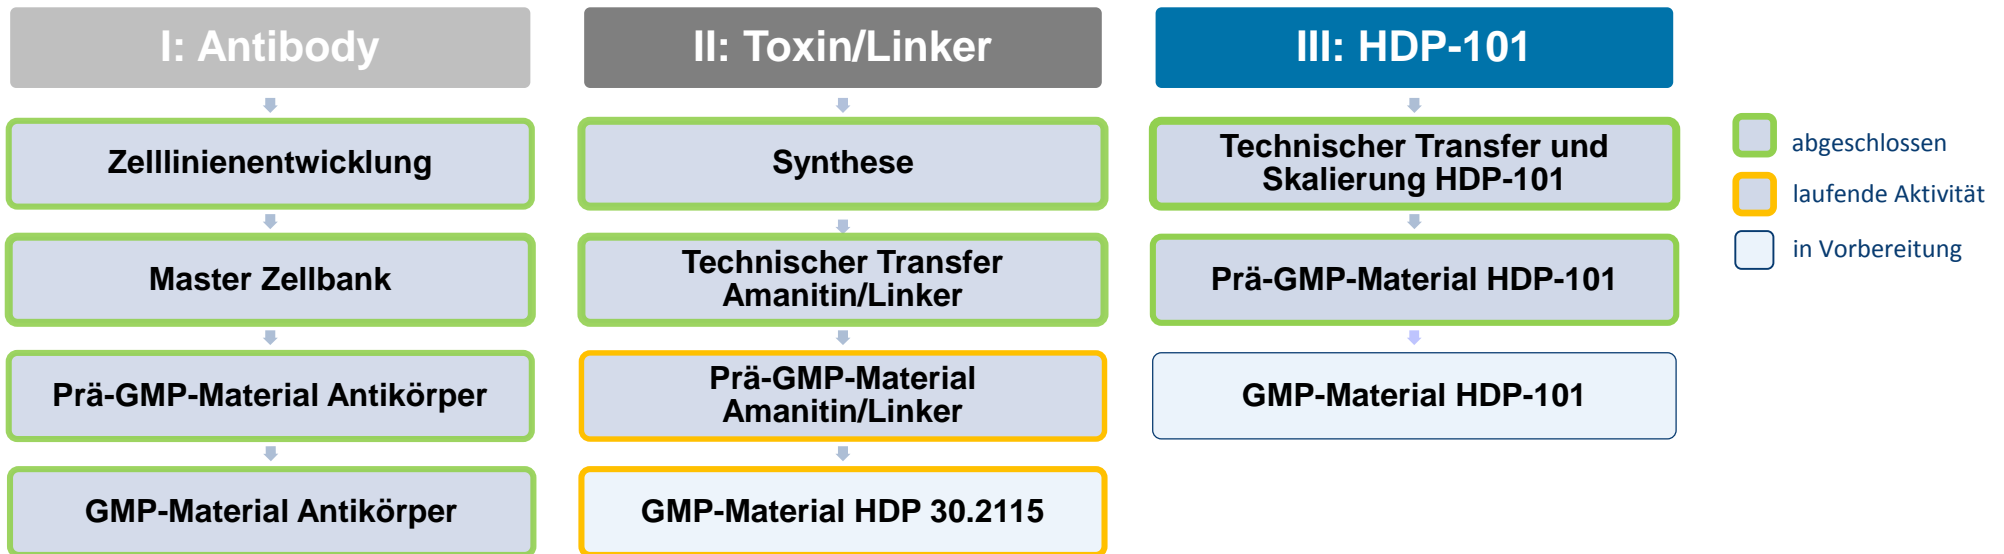 I: Antibody
Zelllinienentwicklung
Master Zellbank
Prä-GMP-Material Antikörper
GMP-Material Antikörper
II: Toxin/Linker
Synthese
Technischer Transfer
Amanitin/Linker
Prä-GMP-Material
Amanitin/Linker
GMP-Material HDP 30.2115
III: HDP-101
Technischer Transfer und
Skalierung HDP-101
Prä-GMP-Material HDP-101
GMP-Material HDP-101
abgeschlossen
laufende Aktivität
in Vorbereitung